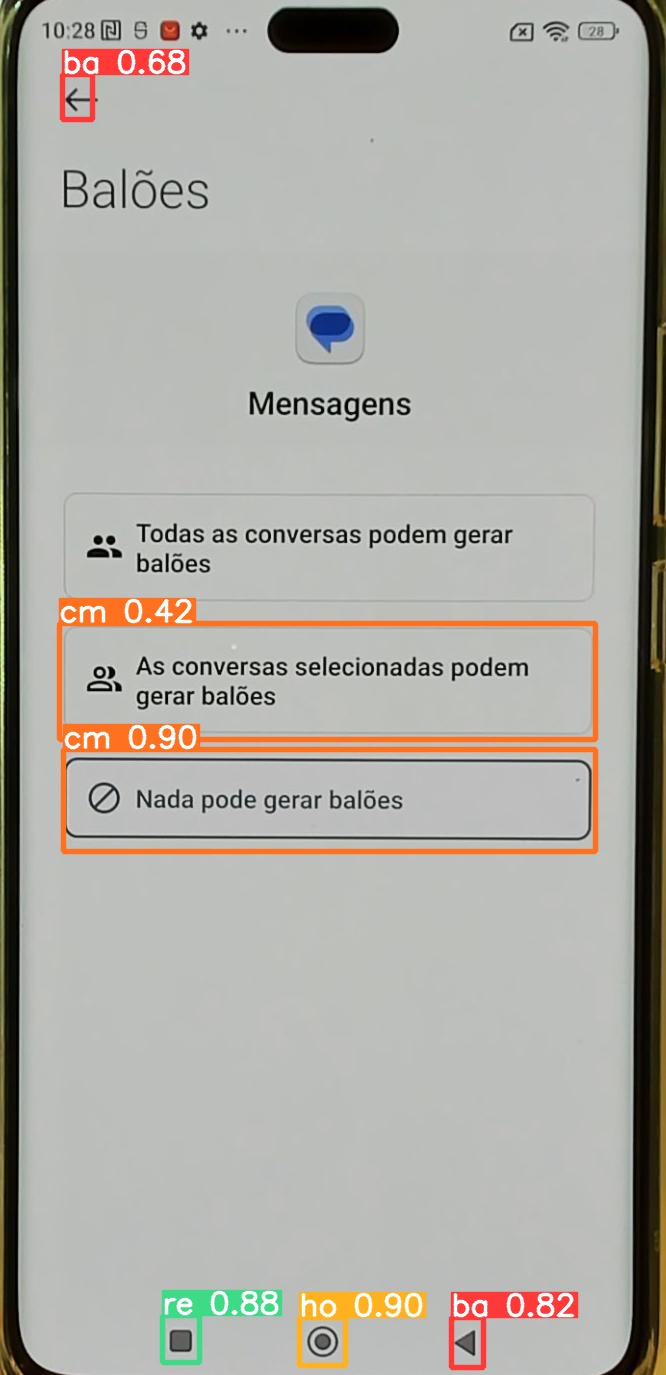 10:28
28
ba 0.68
Balões
Mensagens
Todas as conversas podem gerar
balões
cm 0.42
As conversas selecionadas podem
gerar balões
cm 0.90
Nada pode gerar balões
re 0.88
ho 0.90
ba 0.82